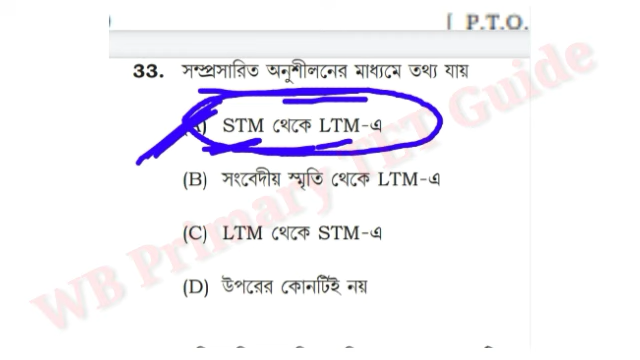 [ P.T.O.
33. সম্প্রসারিত অনুশীলনের মাধ্যমে তথ্য যায়
(A) STM থেকে LTM-এ
(B) সংবেদীয় স্মৃতি থেকে LTM-এ
(C) LTM থেকে STM-এ
(D) উপরের কোনটিই নয়
WB Primary TET Guide